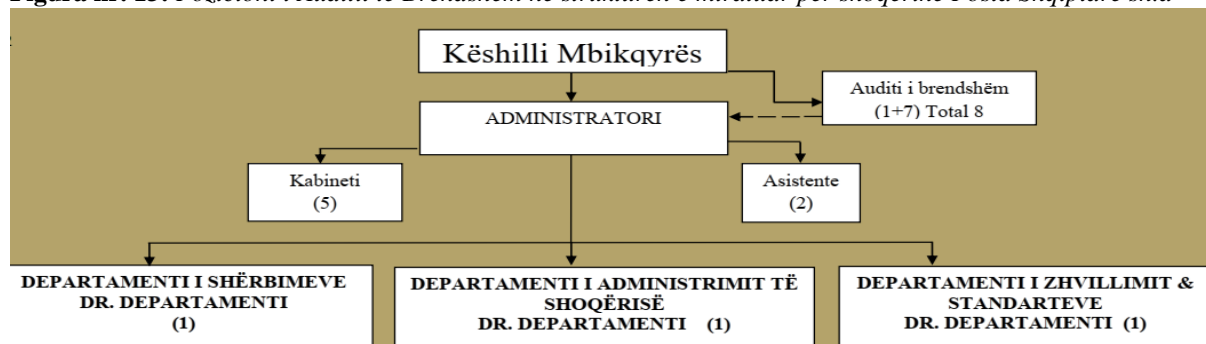 Këshilli Mbikqyrës
Auditi i brendshëm
(1+7) Total 8
ADMINISTRATORI
Kabineti
(5)
Asistente
(2)
DEPARTAMENTI I SHËRBIMEVE
DR. DEPARTAMENTI
(1)
DEPARTAMENTI I ADMINISTRIMIT TË
SHOQËRISË
DR. DEPARTAMENTI (1)
DEPARTAMENTI I ZHVILLIMIT &
STANDARTEVE
DR. DEPARTAMENTI (1)